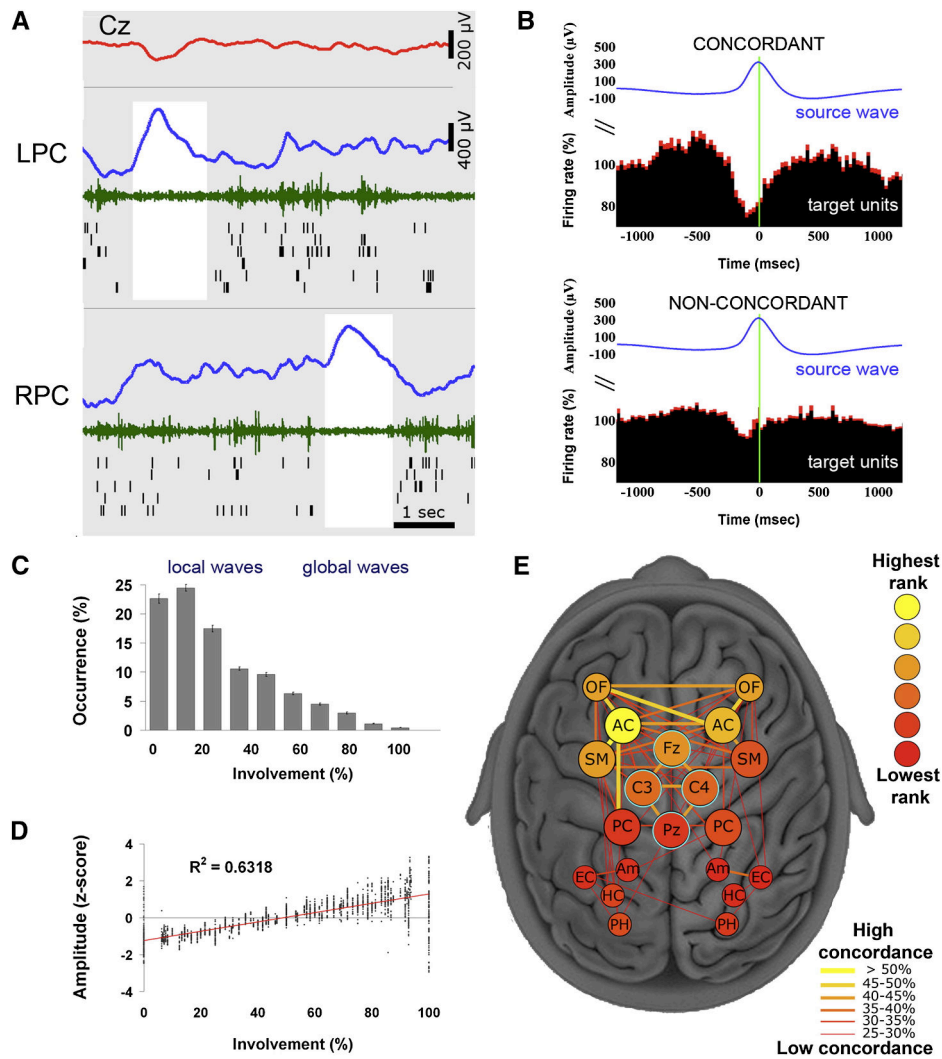 A
Cz
200 µV
LPC
400 µV
RPC
1 sec
B
CONCORDANT
Amplitude (µV)
500
300
100
-100
source wave
Firing rate (%)
100
80
target units
-1000 -500 0 500 1000
Time (msec)
NON-CONCORDANT
Amplitude (µV)
500
300
100
-100
source wave
Firing rate (%)
100
80
target units
-1000 -500 0 500 1000
Time (msec)
C
local waves global waves
Occurrence (%)
25
20
15
10
5
0
0 20 40 60 80 100
Involvement (%)
D
R² = 0.6318
Amplitude (z-score)
4
2
0
-2
-4
0 10 20 30 40 50 60 70 80 90 100
Involvement (%)
E
Highest
rank
Lowest
rank
OF OF
AC AC
Fz
SM SM
C3 C4
PC Pz PC
Am Am
EC EC
HC HC
PH PH
High
concordance
> 50%
45-50%
40-45%
35-40%
30-35%
25-30%
Low concordance